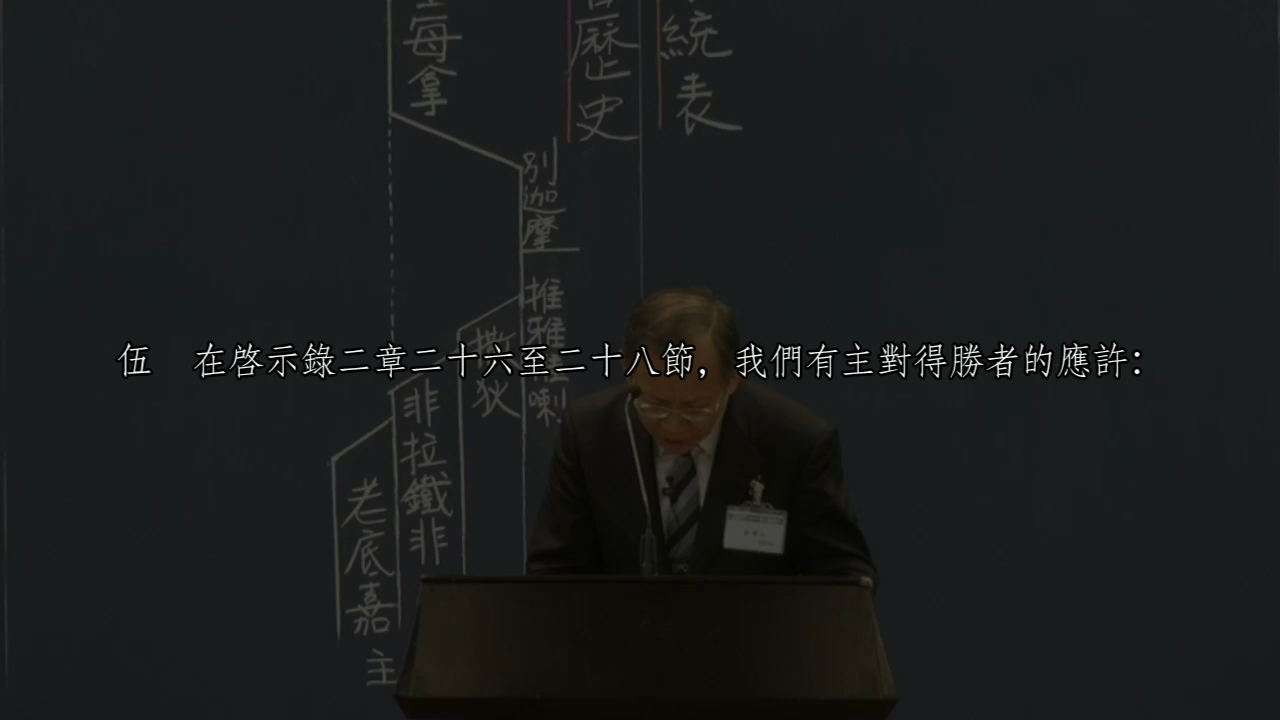 統表
歷史
每拿
別迦摩
推雅推喇
撒狄
非拉鐵非
老底嘉
主
伍　在啓示錄二章二十六至二十八節，我們有主對得勝者的應許：